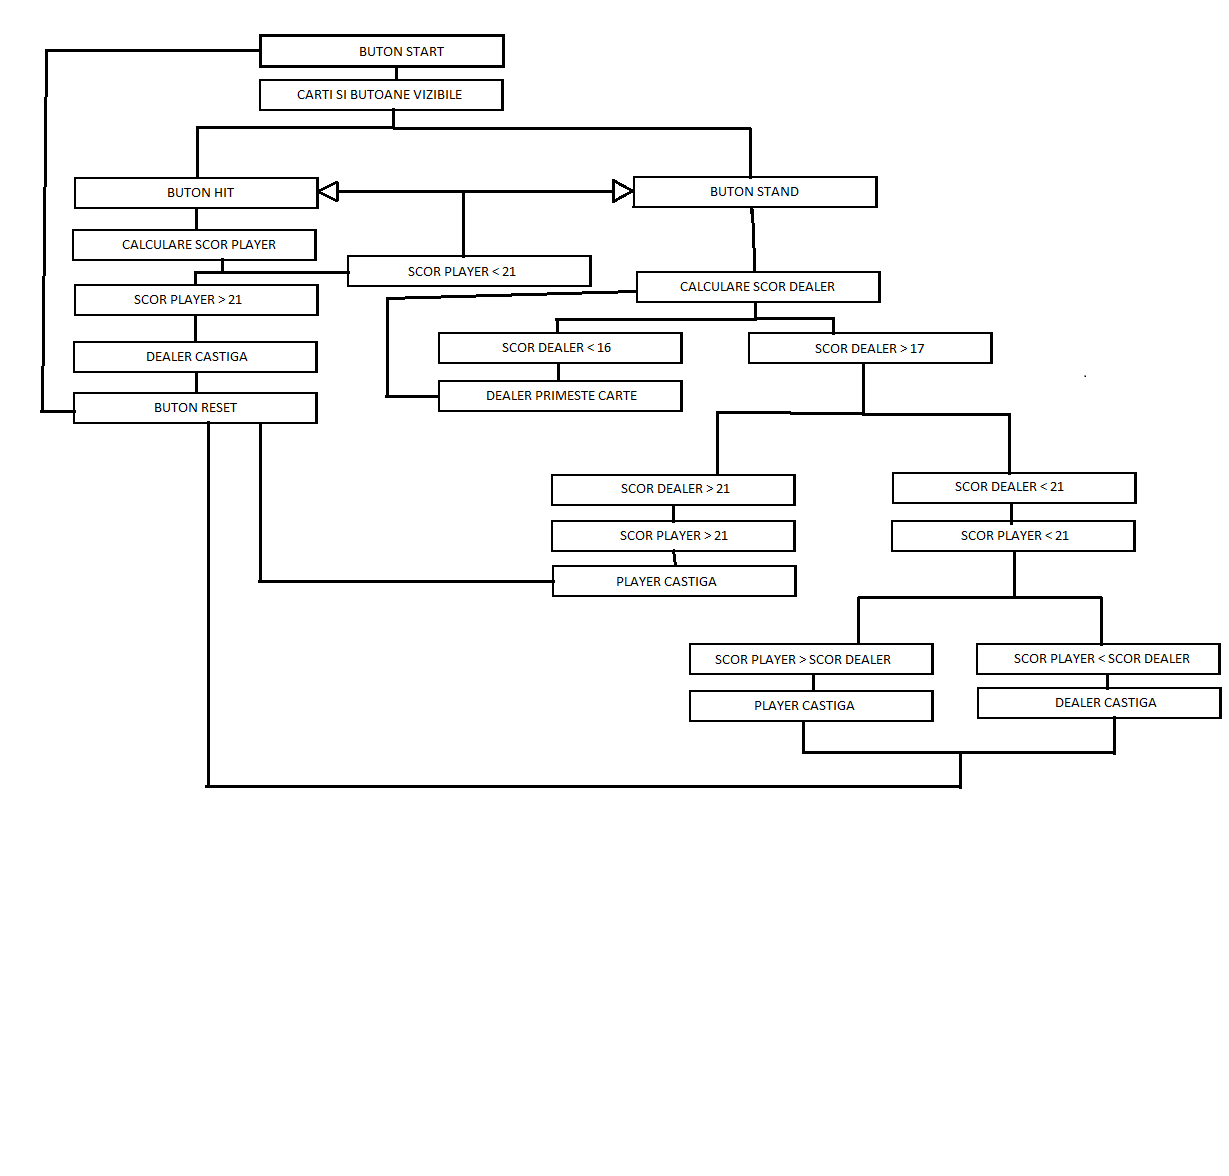 BUTON START
CARTI SI BUTOANE VIZIBILE
BUTON HIT
BUTON STAND
CALCULARE SCOR PLAYER
SCOR PLAYER < 21
CALCULARE SCOR DEALER
SCOR PLAYER > 21
SCOR DEALER < 16
SCOR DEALER > 17
DEALER CASTIGA
DEALER PRIMESTE CARTE
BUTON RESET
SCOR DEALER > 21
SCOR DEALER < 21
SCOR PLAYER > 21
SCOR PLAYER < 21
PLAYER CASTIGA
SCOR PLAYER > SCOR DEALER
SCOR PLAYER < SCOR DEALER
PLAYER CASTIGA
DEALER CASTIGA